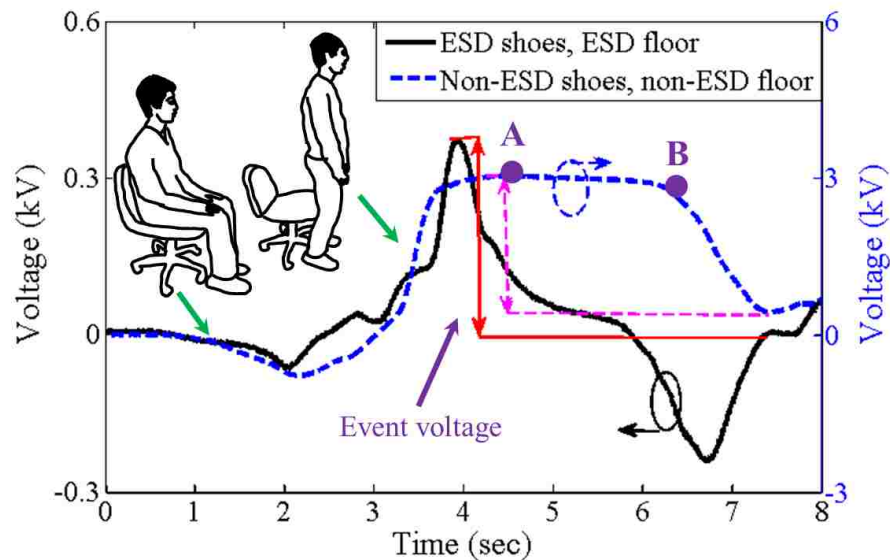 ESD shoes, ESD floor
Non-ESD shoes, non-ESD floor
0.6
0.3
0
-0.3
Voltage (kV)
6
3
0
-3
Voltage (kV)
A
B
Event voltage
0 1 2 3 4 5 6 7 8
Time (sec)